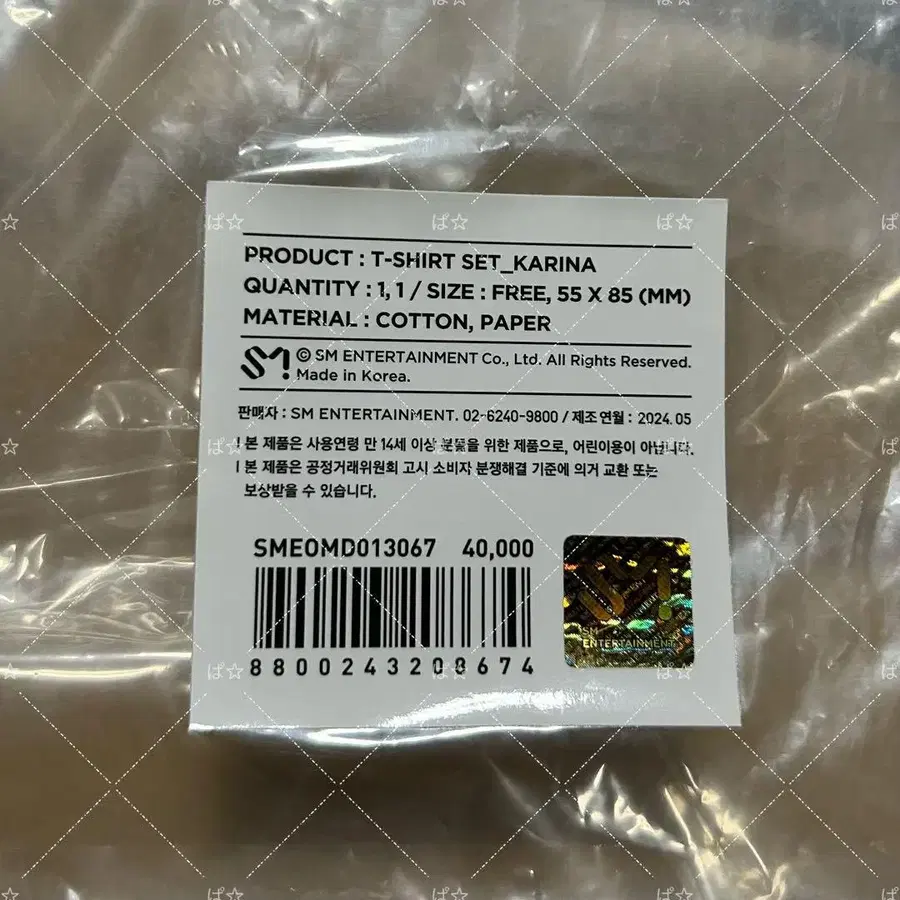 PRODUCT : T-SHIRT SET_KARINA
QUANTITY : 1, 1 / SIZE : FREE, 55 X 85 (MM)
MATERIAL : COTTON, PAPER
SM! © SM ENTERTAINMENT Co., Ltd. All Rights Reserved.
Made in Korea.
판매자 : SM ENTERTAINMENT. 02-6240-9800 / 제조연월 : 2024.05
I 본 제품은 사용연령 만 14세 이상 분들을 위한 제품으로, 어린이용이 아닙니다.
I 본 제품은 공정거래위원회 고시 소비자 분쟁해결 기준에 의거 교환 또는
보상받을 수 있습니다.
SMEOMD013067 40,000
8800243208674
SM
ENTERTAINMENT
ぱ☆